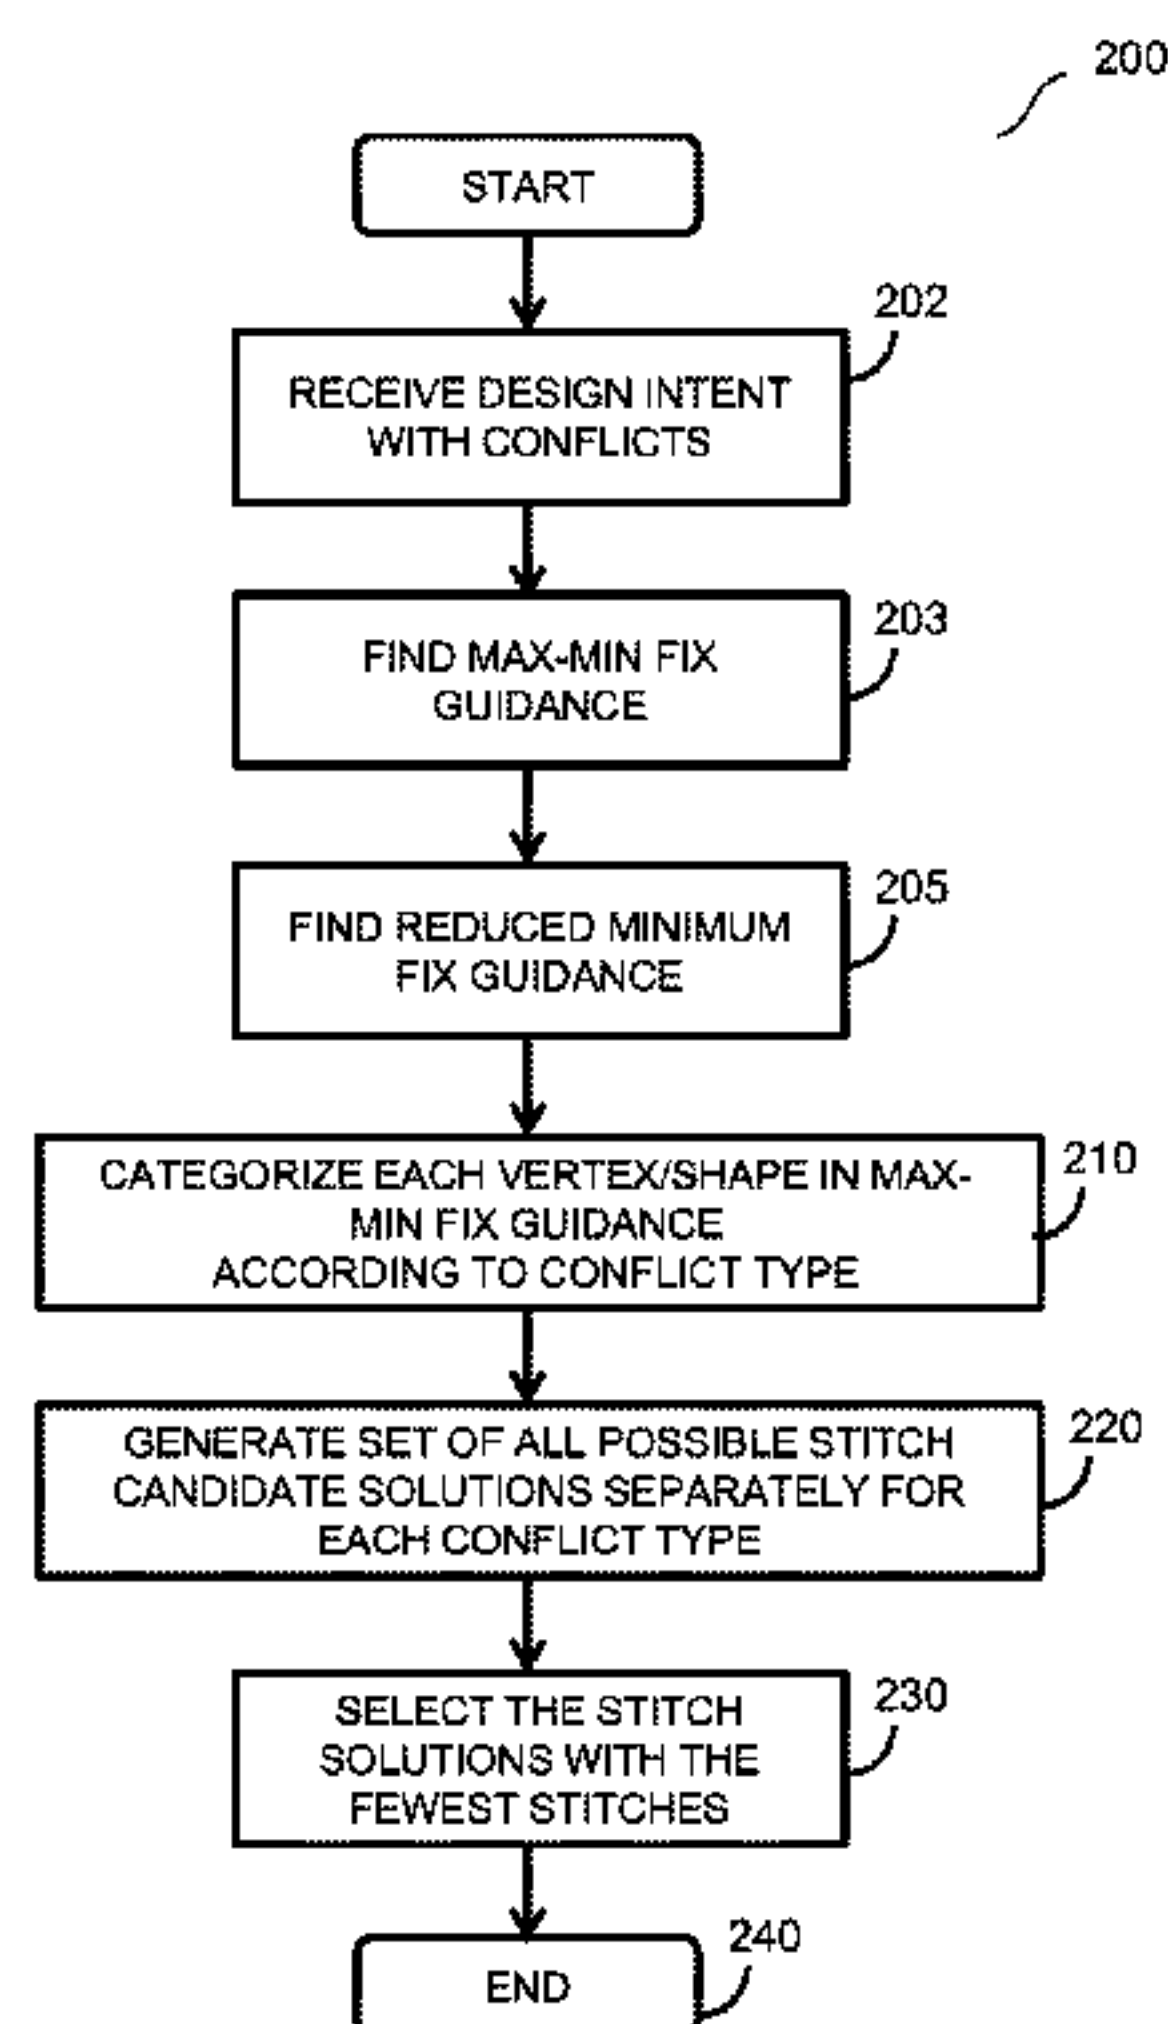 200
START
202
RECEIVE DESIGN INTENT
WITH CONFLICTS
203
FIND MAX-MIN FIX
GUIDANCE
205
FIND REDUCED MINIMUM
FIX GUIDANCE
210
CATEGORIZE EACH VERTEX/SHAPE IN MAX-
MIN FIX GUIDANCE
ACCORDING TO CONFLICT TYPE
220
GENERATE SET OF ALL POSSIBLE STITCH
CANDIDATE SOLUTIONS SEPARATELY FOR
EACH CONFLICT TYPE
230
SELECT THE STITCH
SOLUTIONS WITH THE
FEWEST STITCHES
240
END